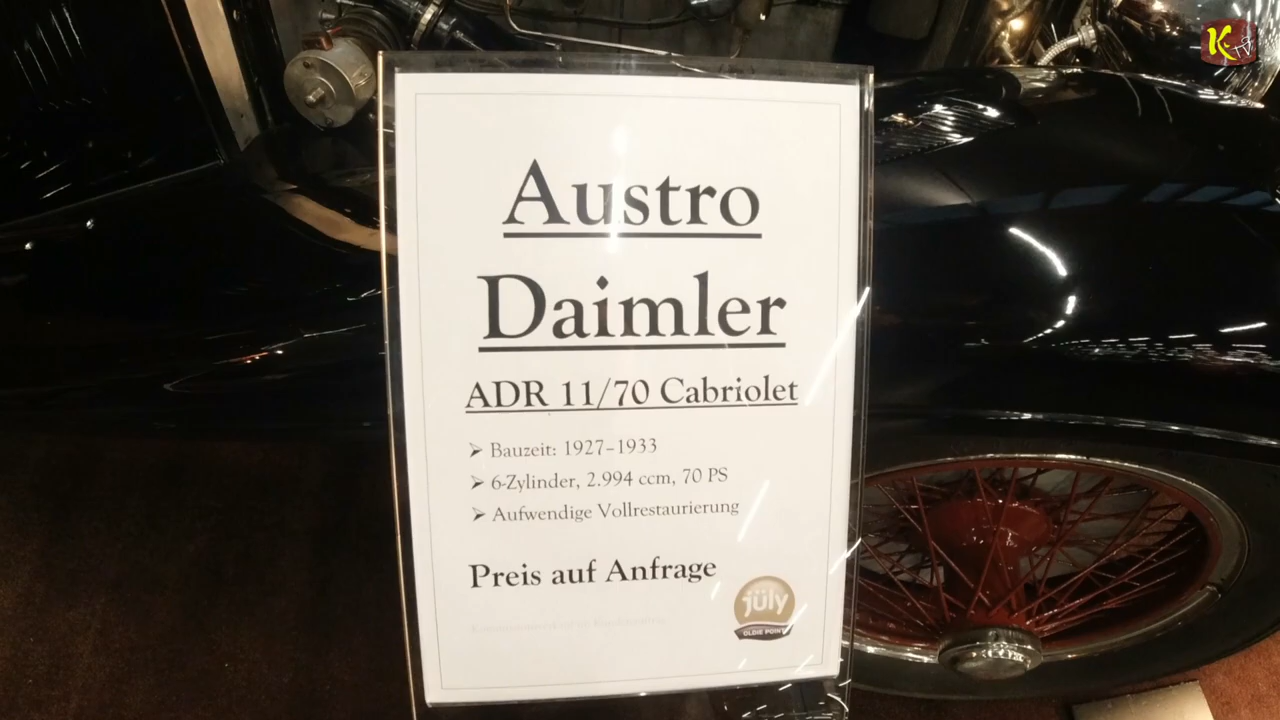 Austro
Daimler
ADR 11/70 Cabriolet
➢ Bauzeit: 1927–1933
➢ 6-Zylinder, 2.994 ccm, 70 PS
➢ Aufwendige Vollrestaurierung
Preis auf Anfrage
july
OLDIE POINT
K